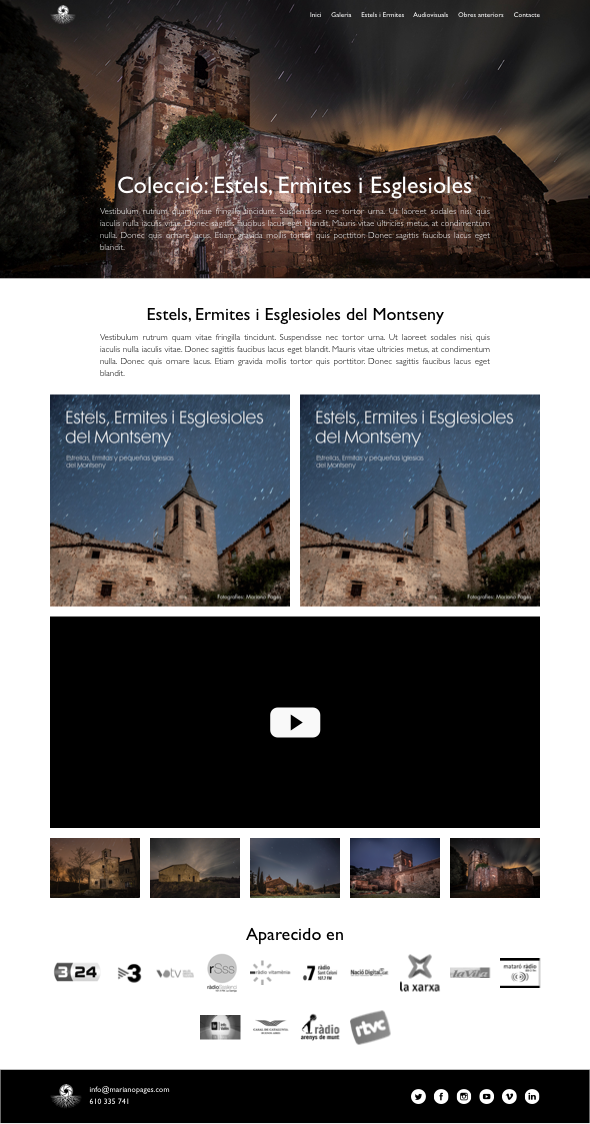 Inici Galeria Estels i Ermites Audiovisuals Obres anteriors Contacte
Colecció: Estels, Ermites i Esglesioles
Vestibulum rutrum quam vitae fringilla tincidunt. Suspendisse nec tortor urna. Ut laoreet sodales nisi, quis
iaculis nulla iaculis vitae. Donec sagittis faucibus lacus eget blandit. Mauris vitae ultricies metus, at condimentum
nulla. Donec quis ornare lacus. Etiam gravida mollis tortor quis porttitor. Donec sagittis faucibus lacus eget
blandit.
Estels, Ermites i Esglesioles del Montseny
Vestibulum rutrum quam vitae fringilla tincidunt. Suspendisse nec tortor urna. Ut laoreet sodales nisi, quis
iaculis nulla iaculis vitae. Donec sagittis faucibus lacus eget blandit. Mauris vitae ultricies metus, at condimentum
nulla. Donec quis ornare lacus. Etiam gravida mollis tortor quis porttitor. Donec sagittis faucibus lacus eget
blandit.
Estels, Ermites i Esglesioles
del Montseny
Estrellas, Ermitas y pequeñas Iglesias
del Montseny
Fotografies: Mariano Pagès
Estels, Ermites i Esglesioles
del Montseny
Estrellas, Ermitas y pequeñas Iglesias
del Montseny
Fotografies: Mariano Pagès
Aparecido en
3 24
3
votv
rSss
ràdio vitamènia
.7 ràdio
Sant Celoni
107.7 FM
Nació Digital
la xarxa
laVila
mataró ràdio
ràdio
arenys de munt
rtvc
info@marianopages.com
610 335 741